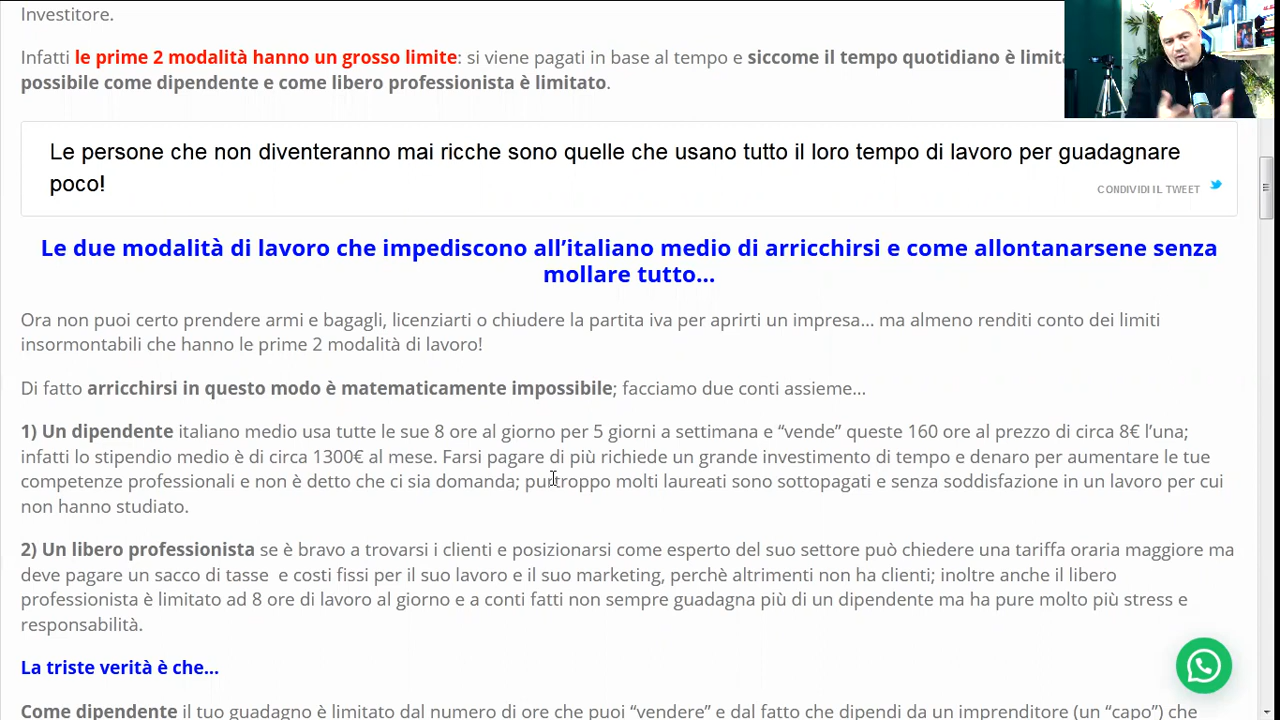 Investitore.
Infatti le prime 2 modalità hanno un grosso limite: si viene pagati in base al tempo e siccome il tempo quotidiano è
possibile come dipendente e come libero professionista è limitato.
Le persone che non diventeranno mai ricche sono quelle che usano tutto il loro tempo di lavoro per guadagnare
poco!
CONDIVIDI IL TWEET
Le due modalità di lavoro che impediscono all’italiano medio di arricchirsi e come allontanarsene senza
mollare tutto…
Ora non puoi certo prendere armi e bagagli, licenziarti o chiudere la partita iva per aprirti un impresa… ma almeno renditi conto dei limiti
insormontabili che hanno le prime 2 modalità di lavoro!
Di fatto arricchirsi in questo modo è matematicamente impossibile; facciamo due conti assieme…
1) Un dipendente italiano medio usa tutte le sue 8 ore al giorno per 5 giorni a settimana e “vende” queste 160 ore al prezzo di circa 8€ l’una;
infatti lo stipendio medio è di circa 1300€ al mese. Farsi pagare di più richiede un grande investimento di tempo e denaro per aumentare le tue
competenze professionali e non è detto che ci sia domanda; purtroppo molti laureati sono sottopagati e senza soddisfazione in un lavoro per cui
non hanno studiato.
2) Un libero professionista se è bravo a trovarsi i clienti e posizionarsi come esperto del suo settore può chiedere una tariffa oraria maggiore ma
deve pagare un sacco di tasse e costi fissi per il suo lavoro e il suo marketing, perchè altrimenti non ha clienti; inoltre anche il libero
professionista è limitato ad 8 ore di lavoro al giorno e a conti fatti non sempre guadagna più di un dipendente ma ha pure molto più stress e
responsabilità.
La triste verità è che…
Come dipendente il tuo guadagno è limitato dal numero di ore che puoi “vendere” e dal fatto che dipendi da un imprenditore (un “capo”) che